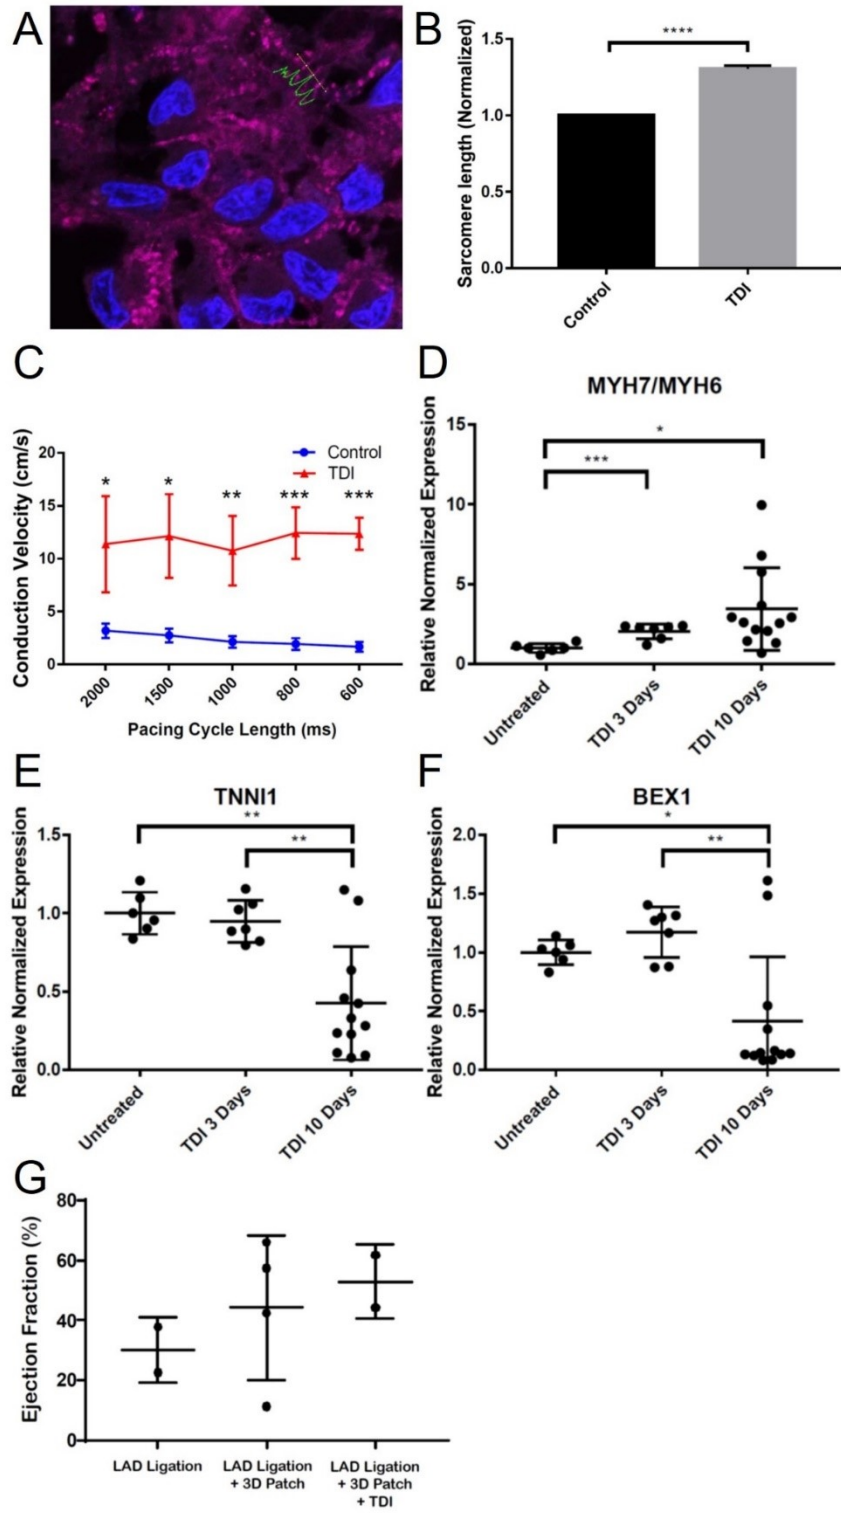 A
B
Sarcomere length (Normalized)
1.5
1.0
0.5
0.0
****
Control
TDI
C
Conduction Velocity (cm/s)
20
15
10
5
0
Control
TDI
* * ** *** ***
2000 1500 1000 800 600
Pacing Cycle Length (ms)
D
MYH7/MYH6
Relative Normalized Expression
15
10
5
0
*
***
Untreated
TDI 3 Days
TDI 10 Days
E
TNNI1
Relative Normalized Expression
1.5
1.0
0.5
0.0
**
**
Untreated
TDI 3 Days
TDI 10 Days
F
BEX1
Relative Normalized Expression
2.0
1.5
1.0
0.5
0.0
*
**
Untreated
TDI 3 Days
TDI 10 Days
G
Ejection Fraction (%)
80
60
40
20
0
LAD Ligation
LAD Ligation
+ 3D Patch
LAD Ligation
+ 3D Patch
+ TDI